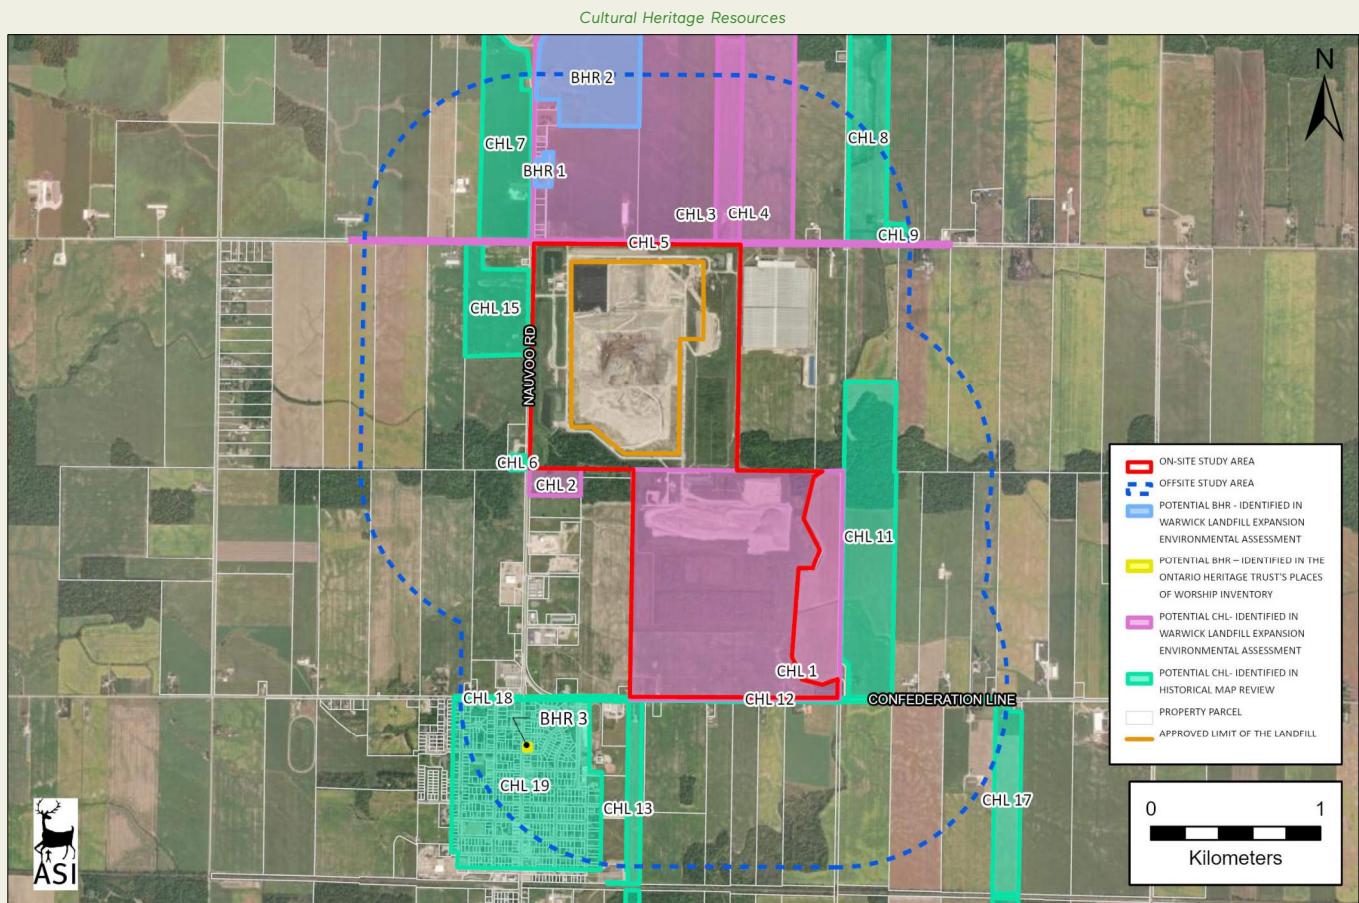 Cultural Heritage Resources
N
BHR 2
CHL 7
CHL 8
BHR 1
CHL 3
CHL 4
CHL 9
CHL 5
CHL 15
NAUVOO RD
CHL 6
CHL 2
CHL 11
CHL 1
CHL 12
CONFEDERATION LINE
CHL 18
BHR 3
CHL 19
CHL 13
CHL 17
ON-SITE STUDY AREA
OFFSITE STUDY AREA
POTENTIAL BHR - IDENTIFIED IN
WARWICK LANDFILL EXPANSION
ENVIRONMENTAL ASSESSMENT
POTENTIAL BHR – IDENTIFIED IN THE
ONTARIO HERITAGE TRUST'S PLACES
OF WORSHIP INVENTORY
POTENTIAL CHL- IDENTIFIED IN
WARWICK LANDFILL EXPANSION
ENVIRONMENTAL ASSESSMENT
POTENTIAL CHL- IDENTIFIED IN
HISTORICAL MAP REVIEW
PROPERTY PARCEL
APPROVED LIMIT OF THE LANDFILL
0 1
Kilometers
ASI